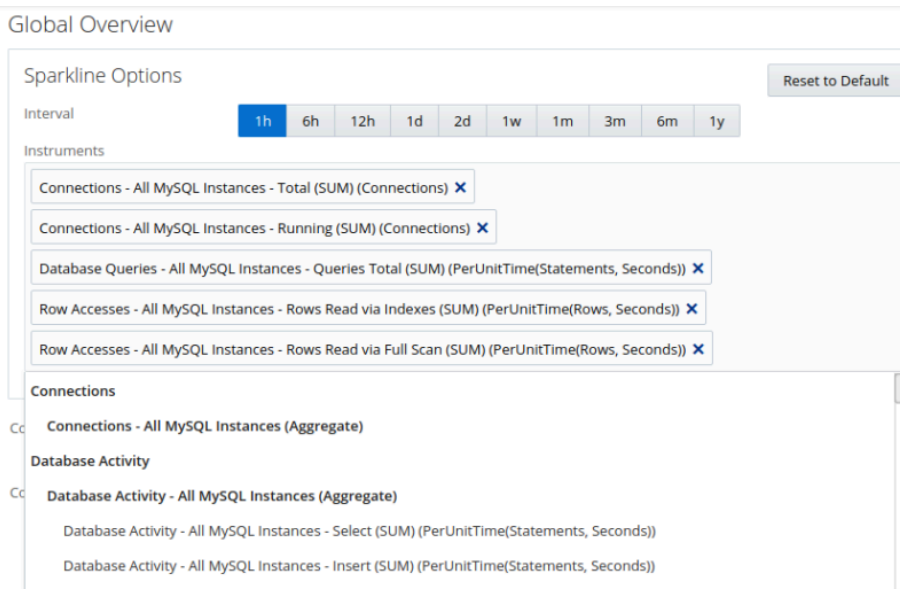 Global Overview
Sparkline Options
Reset to Default
Interval
1h 6h 12h 1d 2d 1w 1m 3m 6m 1y
Instruments
Connections - All MySQL Instances - Total (SUM) (Connections) ✕
Connections - All MySQL Instances - Running (SUM) (Connections) ✕
Database Queries - All MySQL Instances - Queries Total (SUM) (PerUnitTime(Statements, Seconds)) ✕
Row Accesses - All MySQL Instances - Rows Read via Indexes (SUM) (PerUnitTime(Rows, Seconds)) ✕
Row Accesses - All MySQL Instances - Rows Read via Full Scan (SUM) (PerUnitTime(Rows, Seconds)) ✕
Connections
Connections - All MySQL Instances (Aggregate)
Database Activity
Database Activity - All MySQL Instances (Aggregate)
Database Activity - All MySQL Instances - Select (SUM) (PerUnitTime(Statements, Seconds))
Database Activity - All MySQL Instances - Insert (SUM) (PerUnitTime(Statements, Seconds))